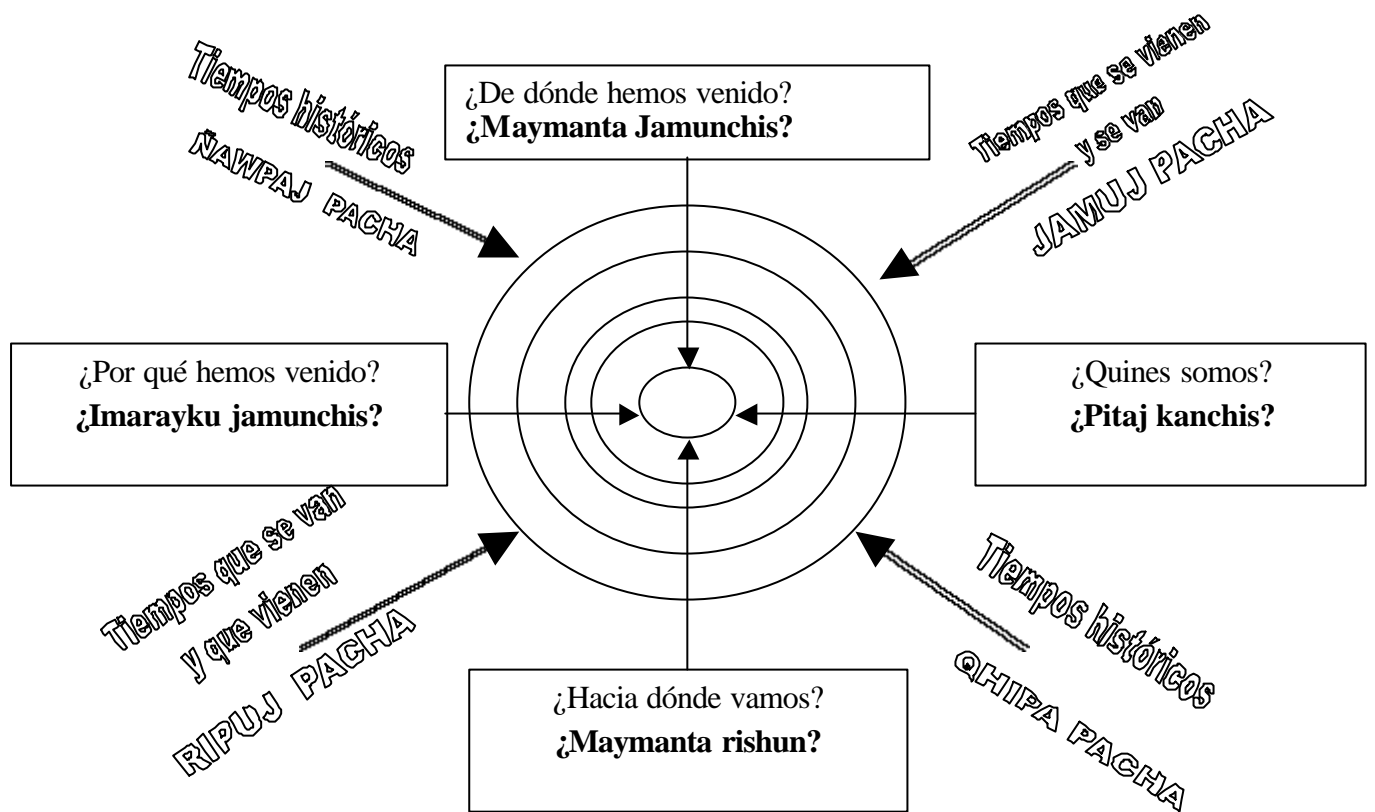 Tiempos históricos
ÑAWPAJ PACHA
¿De dónde hemos venido?
¿Maymanta Jamunchis?
Tiempos que se vienen
y se van
JAMUJ PACHA
¿Por qué hemos venido?
¿Imarayku jamunchis?
¿Quines somos?
¿Pitaj kanchis?
Tiempos que se van
y que vienen
RIPUJ PACHA
¿Hacia dónde vamos?
¿Maymanta rishun?
Tiempos históricos
QHIPA PACHA